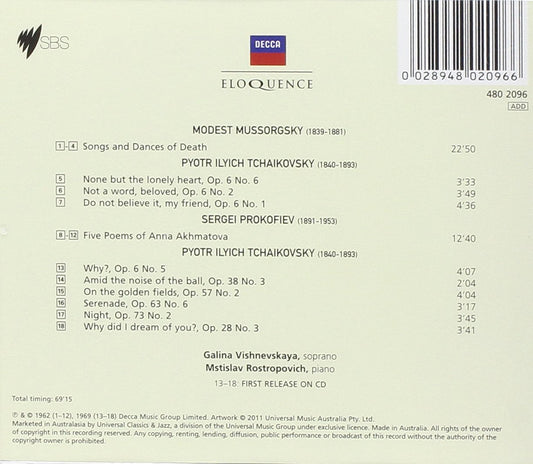 SBS
DECCA
ELOQUENCE
0 028948 020966
480 2096
ADD
MODEST MUSSORGSKY (1839-1881)
1 - 4 Songs and Dances of Death 22'50
PYOTR ILYICH TCHAIKOVSKY (1840-1893)
5 None but the lonely heart, Op. 6 No. 6 3'33
6 Not a word, beloved, Op. 6 No. 2 3'49
7 Do not believe it, my friend, Op. 6 No. 1 4'36
SERGEI PROKOFIEV (1891-1953)
8 - 12 Five Poems of Anna Akhmatova 12'40
PYOTR ILYICH TCHAIKOVSKY (1840-1893)
13 Why?, Op. 6 No. 5 4'07
14 Amid the noise of the ball, Op. 38 No. 3 2'04
15 On the golden fields, Op. 57 No. 2 4'04
16 Serenade, Op. 63 No. 6 3'17
17 Night, Op. 73 No. 2 3'45
18 Why did I dream of you?, Op. 28 No. 3 3'41
Galina Vishnevskaya, soprano
Mstislav Rostropovich, piano
13–18: FIRST RELEASE ON CD
Total timing: 69'15
℗ & © 1962 (1–12), 1969 (13–18) Decca Music Group Limited. Artwork © 2011 Universal Music Australia Pty. Ltd.
Marketed in Australasia by Universal Classics & Jazz, a division of the Universal Music Group under exclusive licence. Made in Australia. All rights of the owner
of copyright in this recording reserved. Any copying, renting, lending, diffusion, public performance or broadcast of this record without the authority of the
copyright owner is prohibited.